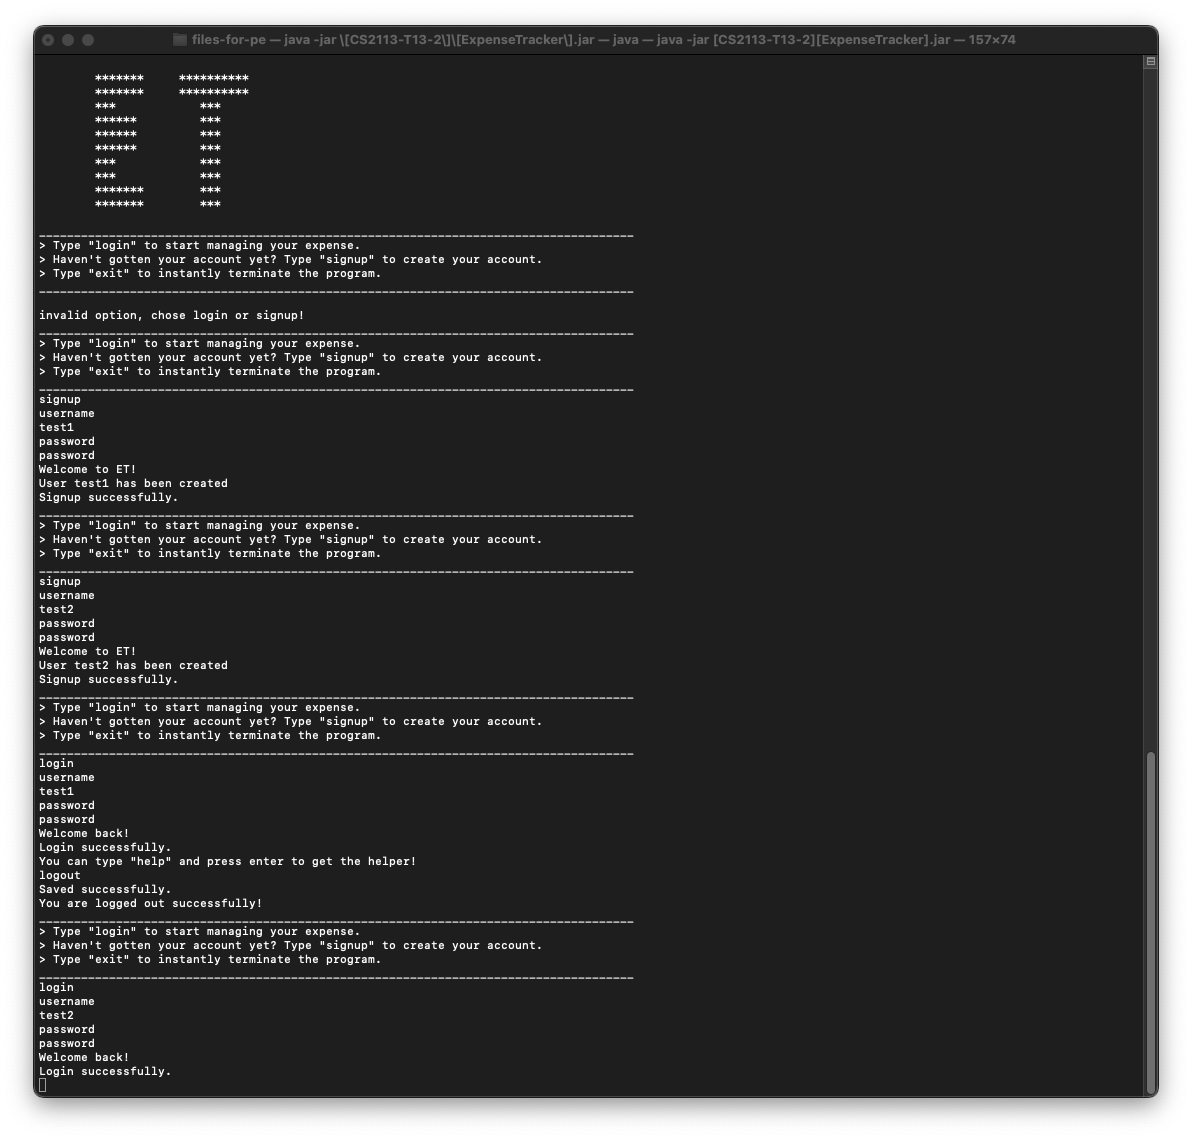 files-for-pe — java -jar \[CS2113-T13-2\]\[ExpenseTracker\].jar — java — java -jar [CS2113-T13-2][ExpenseTracker].jar — 157×74
*******     **********
*******     **********
***            ***
******         ***
******         ***
******         ***
***            ***
***            ***
*******        ***
*******        ***
_____________________________________________________________________________________
> Type "login" to start managing your expense.
> Haven't gotten your account yet? Type "signup" to create your account.
> Type "exit" to instantly terminate the program.
_____________________________________________________________________________________
invalid option, chose login or signup!
_____________________________________________________________________________________
> Type "login" to start managing your expense.
> Haven't gotten your account yet? Type "signup" to create your account.
> Type "exit" to instantly terminate the program.
_____________________________________________________________________________________
signup
username
test1
password
password
Welcome to ET!
User test1 has been created
Signup successfully.
_____________________________________________________________________________________
> Type "login" to start managing your expense.
> Haven't gotten your account yet? Type "signup" to create your account.
> Type "exit" to instantly terminate the program.
_____________________________________________________________________________________
signup
username
test2
password
password
Welcome to ET!
User test2 has been created
Signup successfully.
_____________________________________________________________________________________
> Type "login" to start managing your expense.
> Haven't gotten your account yet? Type "signup" to create your account.
> Type "exit" to instantly terminate the program.
_____________________________________________________________________________________
login
username
test1
password
password
Welcome back!
Login successfully.
You can type "help" and press enter to get the helper!
logout
Saved successfully.
You are logged out successfully!
_____________________________________________________________________________________
> Type "login" to start managing your expense.
> Haven't gotten your account yet? Type "signup" to create your account.
> Type "exit" to instantly terminate the program.
_____________________________________________________________________________________
login
username
test2
password
password
Welcome back!
Login successfully.